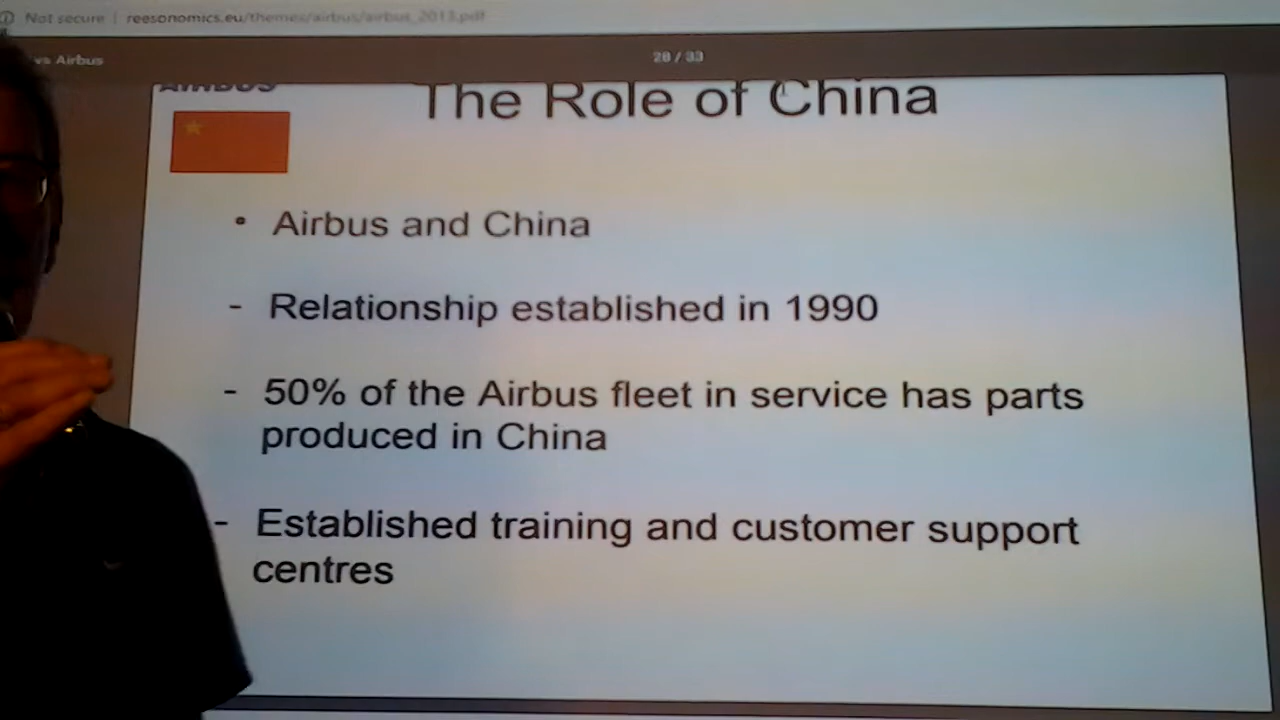 Not secure | reesonomics.eu/themes/airbus/airbus_2013.pdf
vs Airbus
28 / 33
AIRBUS
The Role of China
• Airbus and China
- Relationship established in 1990
- 50% of the Airbus fleet in service has parts
produced in China
- Established training and customer support
centres